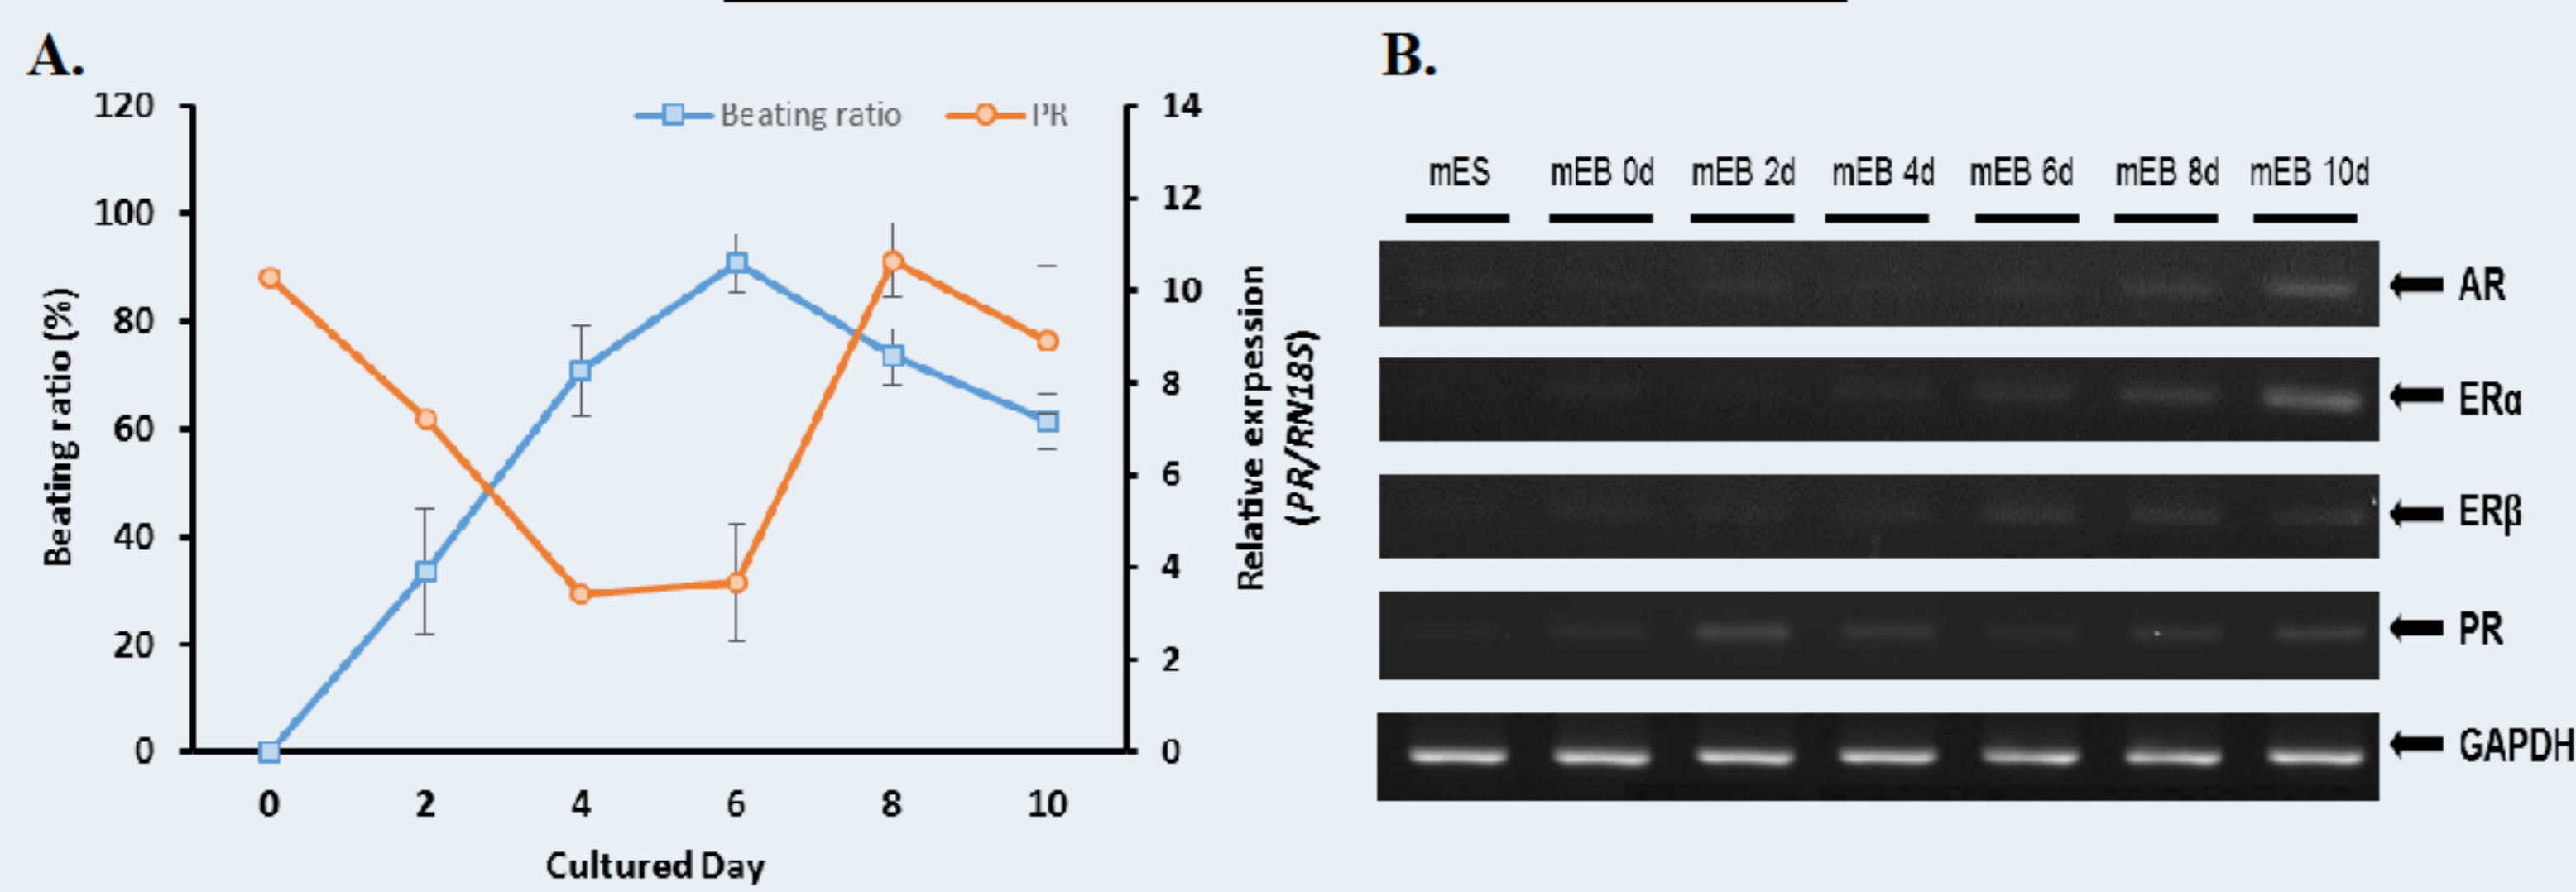 A.
Beating ratio PR
120
100
80
60
40
20
0
Beating ratio (%)
14
12
10
8
6
4
2
0
Relative exrpession
(PR/RN18S)
0 2 4 6 8 10
Cultured Day
B.
mES mEB 0d mEB 2d mEB 4d mEB 6d mEB 8d mEB 10d
AR
ERα
ERβ
PR
GAPDH